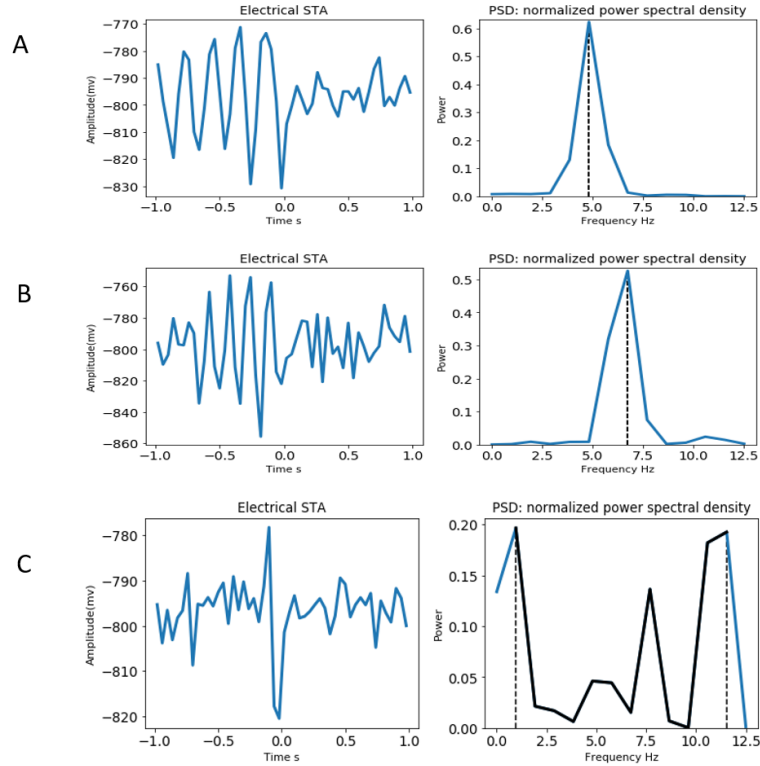 A
Electrical STA
Amplitude(mv)
−770
−780
−790
−800
−810
−820
−830
−1.0 −0.5 0.0 0.5 1.0
Time s
PSD: normalized power spectral density
Power
0.6
0.5
0.4
0.3
0.2
0.1
0.0
0.0 2.5 5.0 7.5 10.0 12.5
Frequency Hz
B
Electrical STA
Amplitude(mv)
−760
−780
−800
−820
−840
−860
−1.0 −0.5 0.0 0.5 1.0
Time s
PSD: normalized power spectral density
Power
0.5
0.4
0.3
0.2
0.1
0.0
0.0 2.5 5.0 7.5 10.0 12.5
Frequency Hz
C
Electrical STA
Amplitude(mv)
−780
−790
−800
−810
−820
−1.0 −0.5 0.0 0.5 1.0
Time s
PSD: normalized power spectral density
Power
0.20
0.15
0.10
0.05
0.00
0.0 2.5 5.0 7.5 10.0 12.5
Frequency Hz